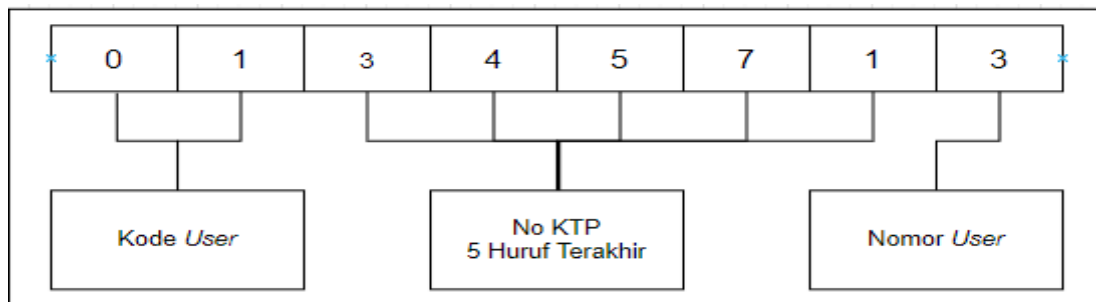 0 1 3 4 5 7 1 3
Kode User
No KTP
5 Huruf Terakhir
Nomor User